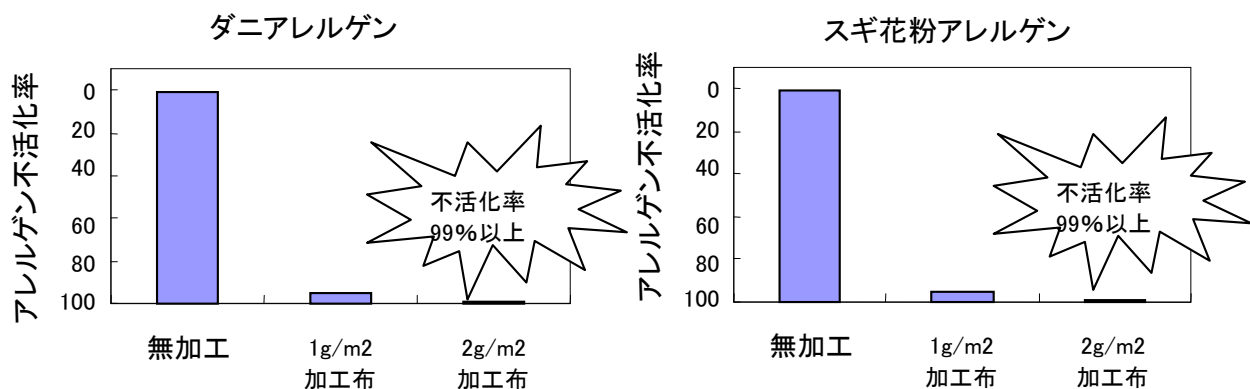 ダニアレルゲン
アレルゲン不活化率
0
20
40
60
80
100
不活化率
99%以上
無加工
1g/m2
加工布
2g/m2
加工布
スギ花粉アレルゲン
アレルゲン不活化率
0
20
40
60
80
100
不活化率
99%以上
無加工
1g/m2
加工布
2g/m2
加工布